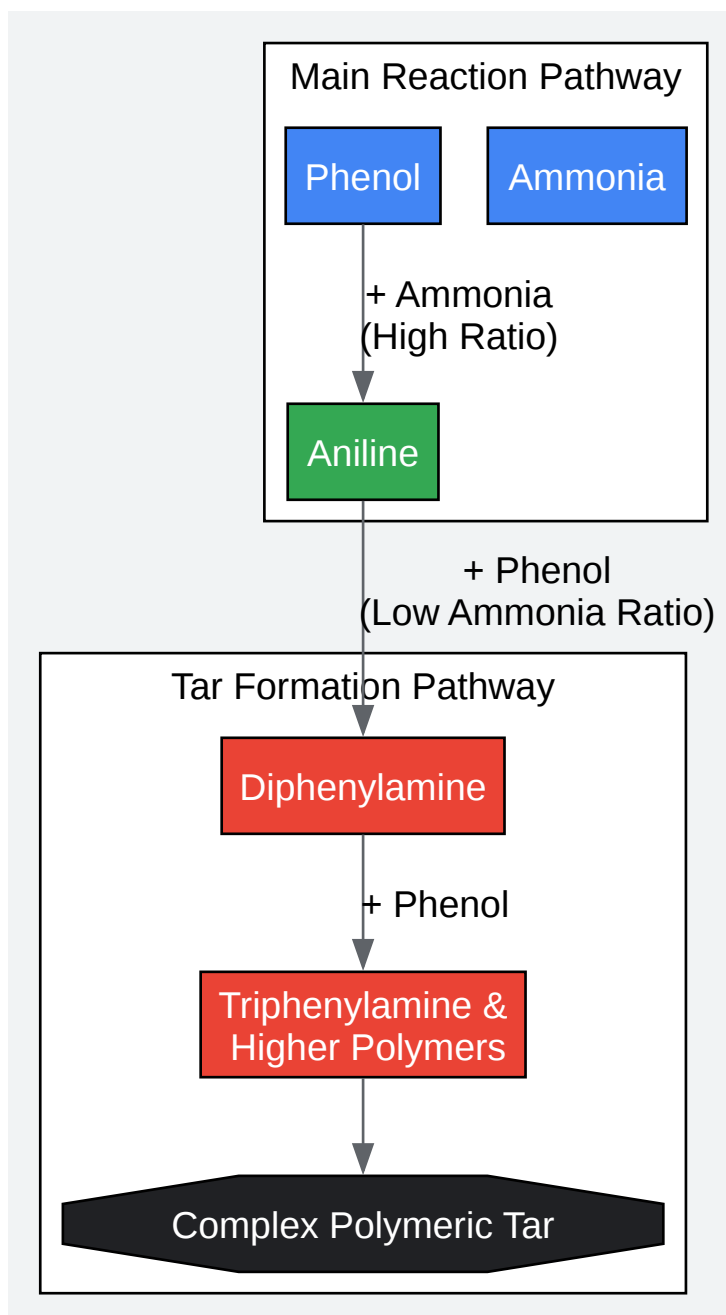 Main Reaction Pathway
Phenol
Ammonia
+ Ammonia
(High Ratio)
Aniline
+ Phenol
(Low Ammonia Ratio)
Tar Formation Pathway
Diphenylamine
+ Phenol
Triphenylamine &
Higher Polymers
Complex Polymeric Tar